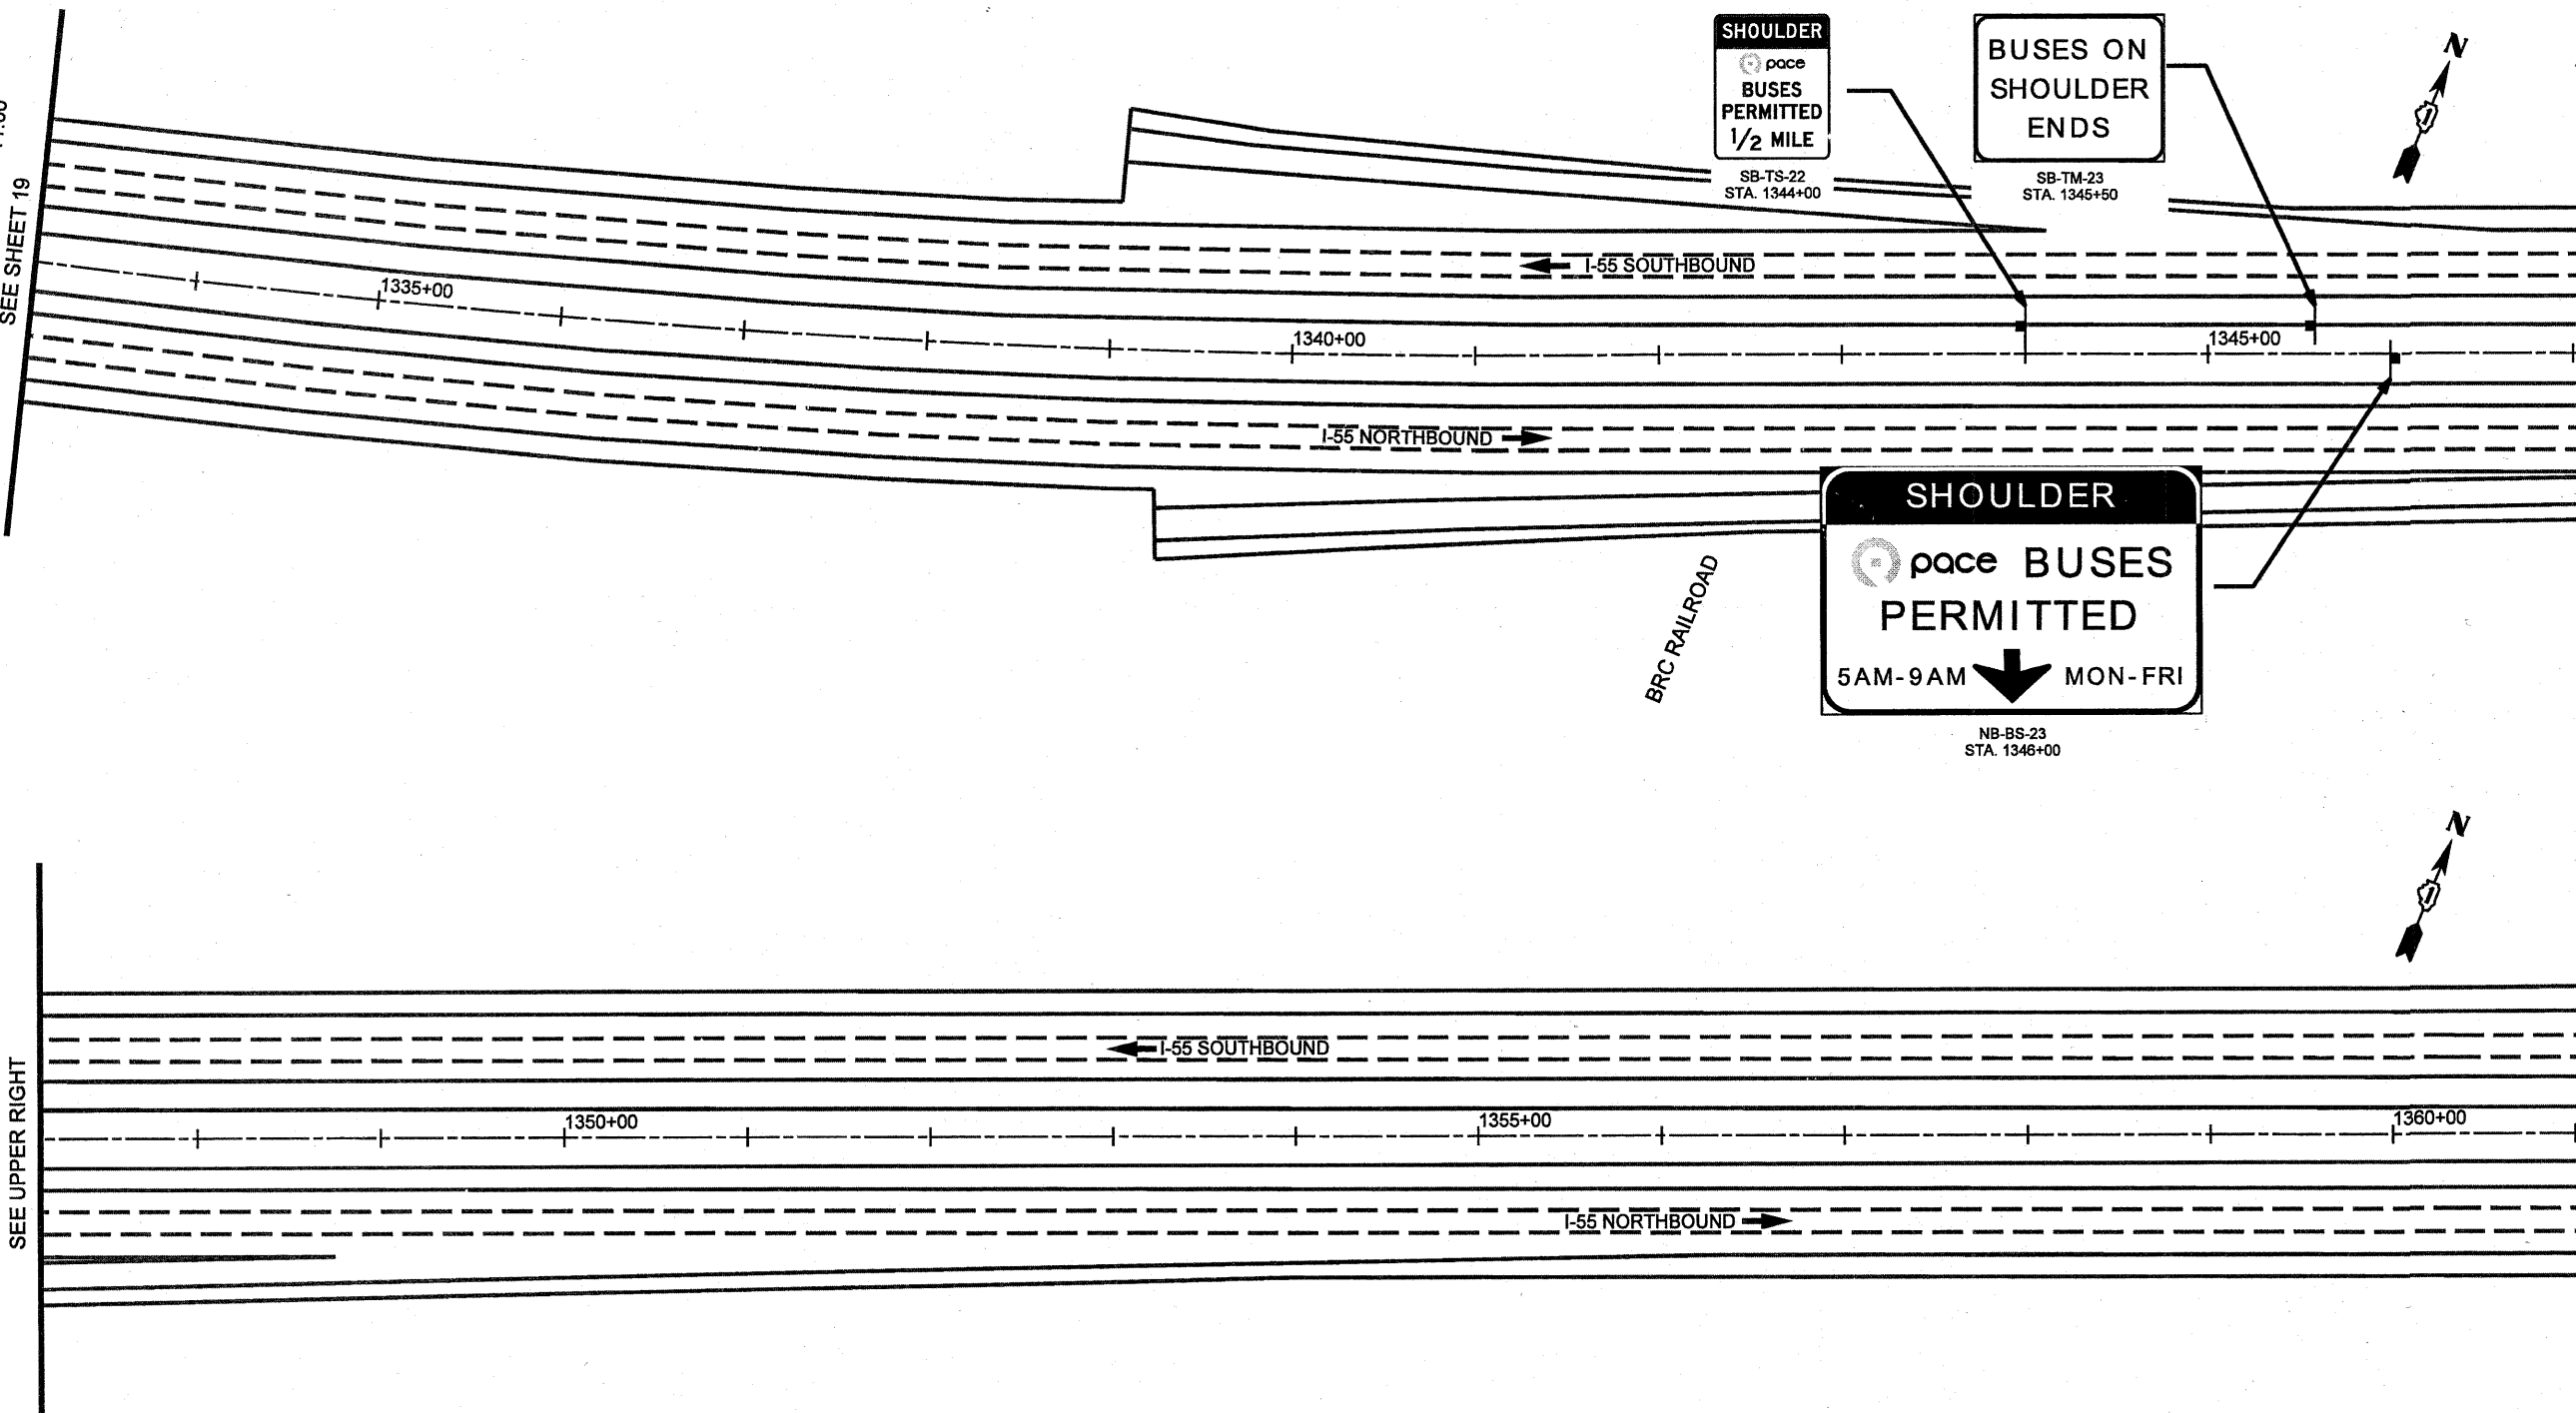 SEE SHEET 19
SHOULDER
pace
BUSES
PERMITTED
1/2 MILE
SB-TS-22
STA. 1344+00
BUSES ON
SHOULDER
ENDS
SB-TM-23
STA. 1345+50
N
I-55 SOUTHBOUND
1335+00
1340+00
1345+00
I-55 NORTHBOUND
BRC RAILROAD
SHOULDER
pace BUSES
PERMITTED
5AM-9AM MON-FRI
NB-BS-23
STA. 1346+00
N
SEE UPPER RIGHT
I-55 SOUTHBOUND
1350+00
1355+00
1360+00
I-55 NORTHBOUND